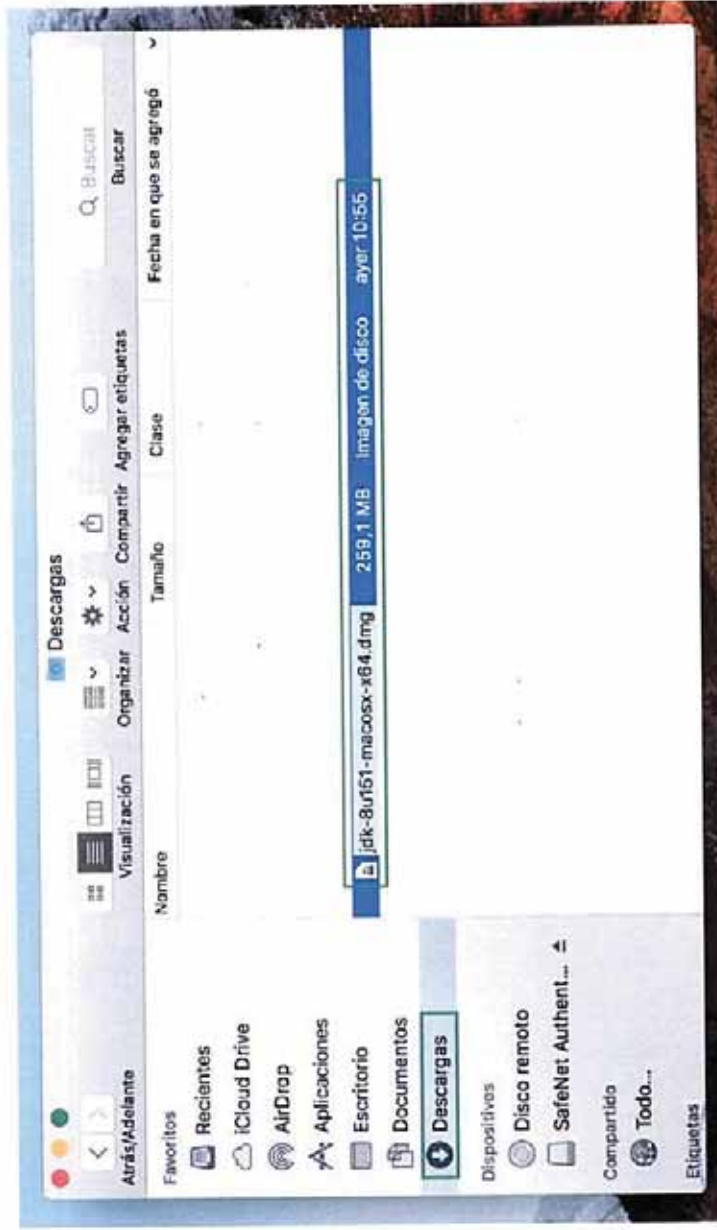 Descargas
Buscar
Atrás/Adelante Visualización Organizar Acción Compartir Agregar etiquetas Buscar
Favoritos
Recientes
iCloud Drive
AirDrop
Aplicaciones
Escritorio
Documentos
Descargas
Dispositivos
Disco remoto
SafeNet Authent...
Compartido
Todo...
Etiquetas
Nombre Tamaño Clase Fecha en que se agregó
jdk-8u151-macosx-x64.dmg 259,1 MB Imagen de disco ayer 10:55